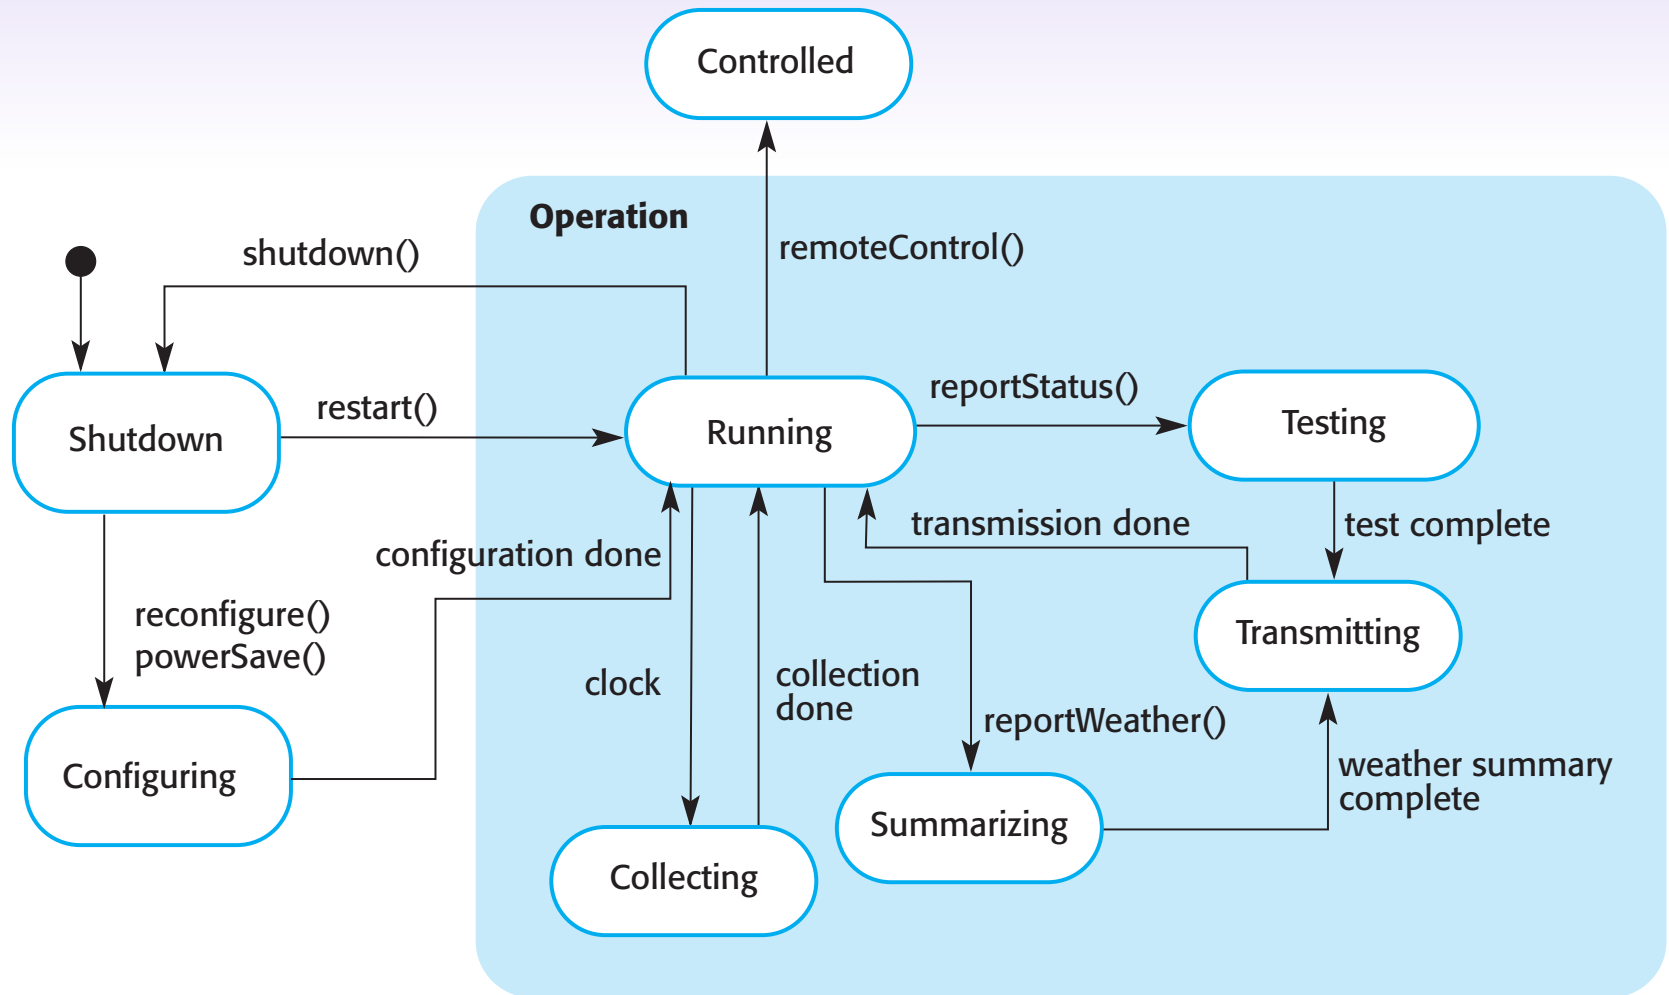 Controlled
Operation
shutdown()
remoteControl()
restart()
reportStatus()
Shutdown
Running
Testing
configuration done
transmission done
test complete
reconfigure()
powerSave()
clock
collection
done
Transmitting
reportWeather()
Configuring
Collecting
Summarizing
weather summary
complete